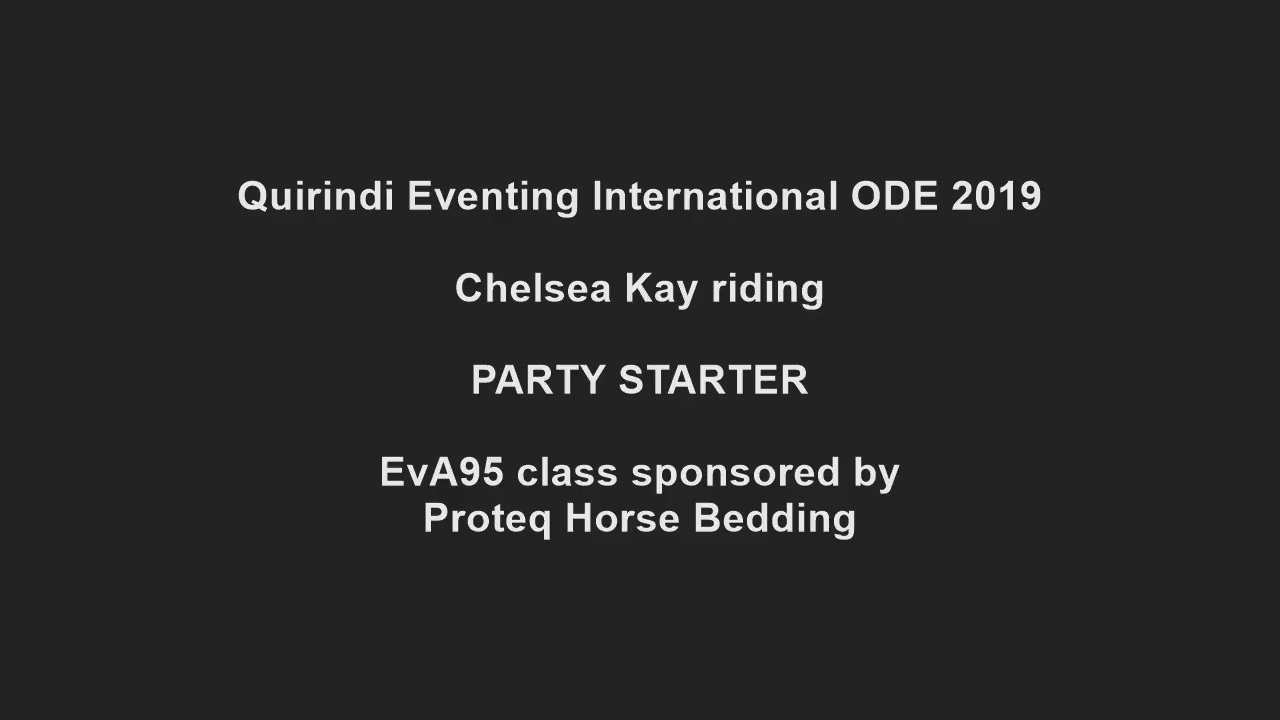 Quirindi Eventing International ODE 2019
Chelsea Kay riding
PARTY STARTER
EvA95 class sponsored by
Proteq Horse Bedding